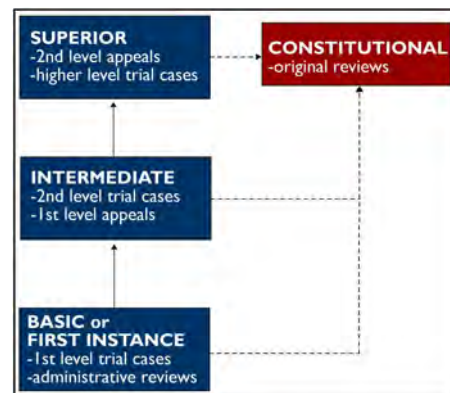 SUPERIOR
-2nd level appeals
-higher level trial cases
CONSTITUTIONAL
-original reviews
INTERMEDIATE
-2nd level trial cases
-1st level appeals
BASIC or
FIRST INSTANCE
-1st level trial cases
-administrative reviews